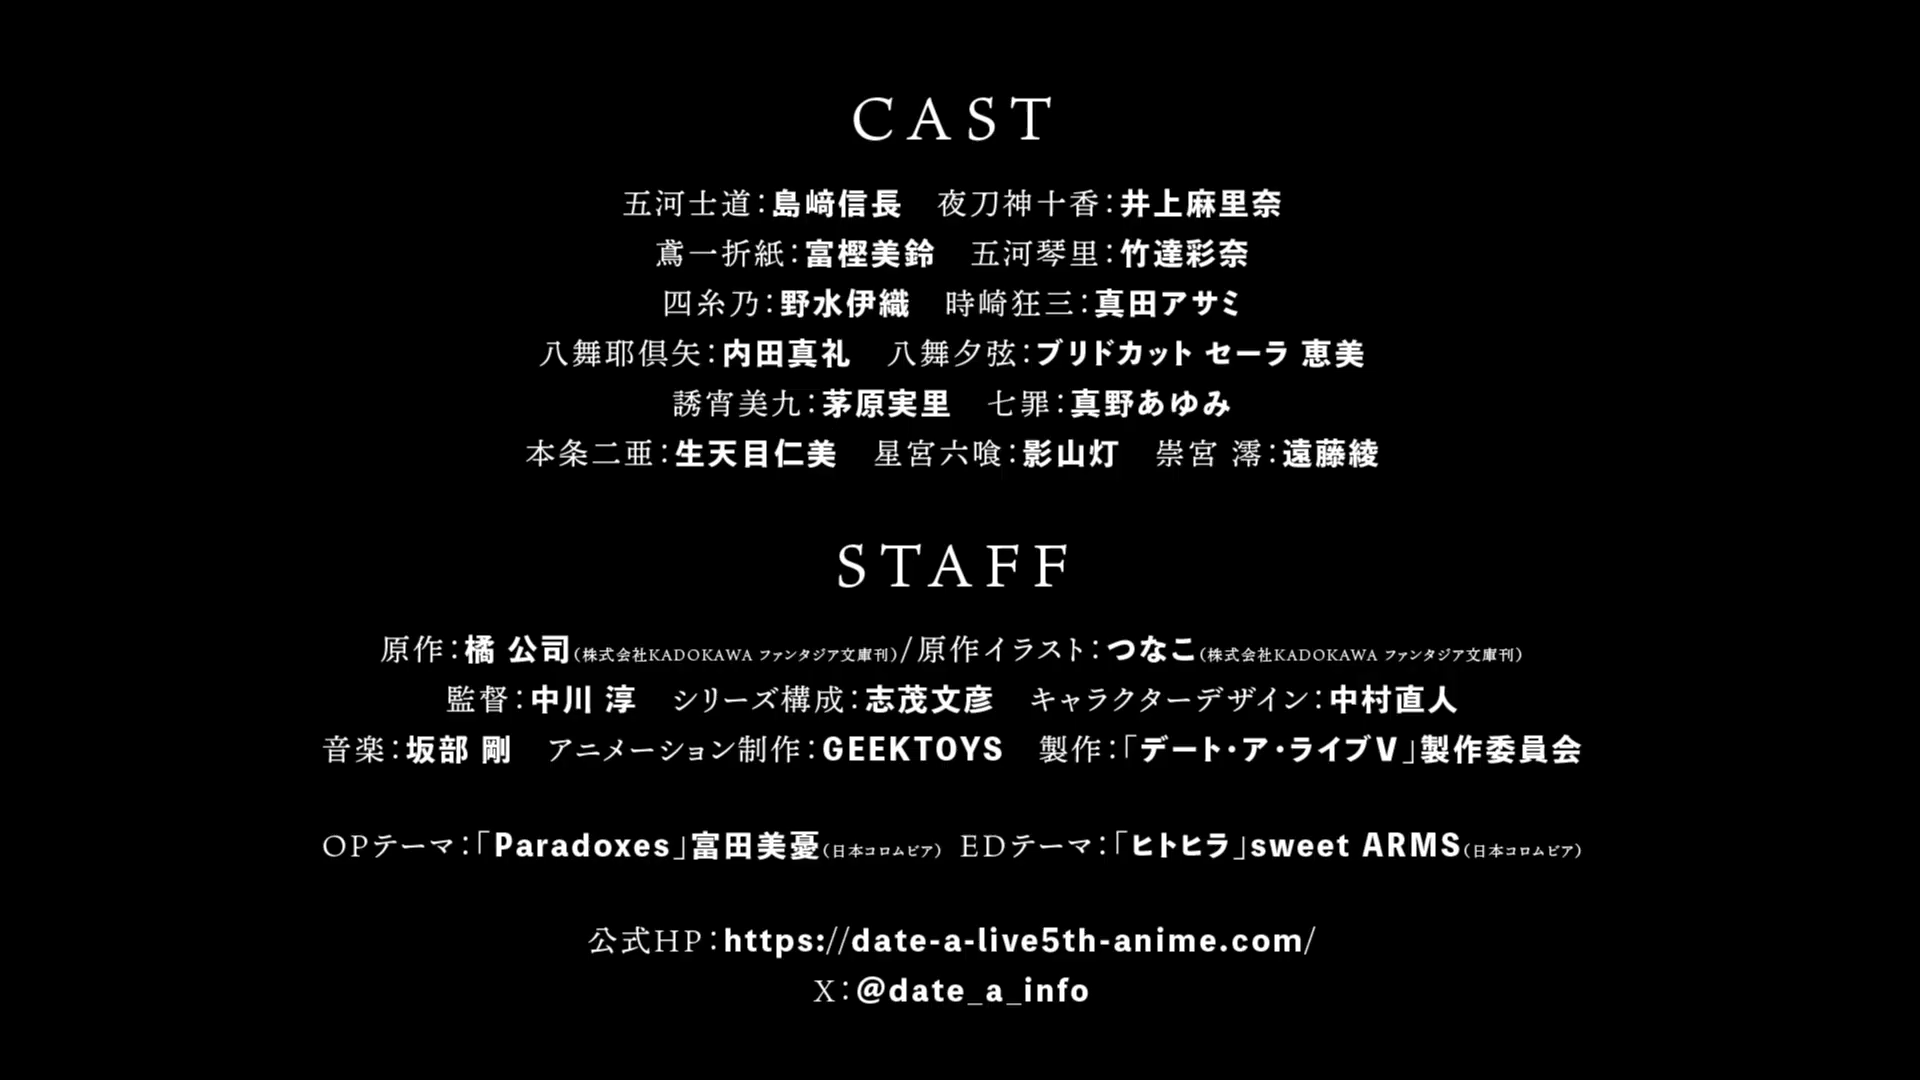 CAST
五河士道：島﨑信長　夜刀神十香：井上麻里奈
鳶一折紙：富樫美鈴　五河琴里：竹達彩奈
四糸乃：野水伊織　時崎狂三：真田アサミ
八舞耶倶矢：内田真礼　八舞夕弦：ブリドカット セーラ 恵美
誘宵美九：茅原実里　七罪：真野あゆみ
本条二亜：生天目仁美　星宮六喰：影山灯　崇宮 澪：遠藤綾
STAFF
原作：橘 公司（株式会社KADOKAWA ファンタジア文庫刊）/原作イラスト：つなこ（株式会社KADOKAWA ファンタジア文庫刊）
監督：中川 淳　シリーズ構成：志茂文彦　キャラクターデザイン：中村直人
音楽：坂部 剛　アニメーション制作：GEEKTOYS　製作：「デート・ア・ライブⅤ」製作委員会
OPテーマ：「Paradoxes」富田美憂（日本コロムビア）　EDテーマ：「ヒトヒラ」sweet ARMS（日本コロムビア）
公式HP：https://date-a-live5th-anime.com/
X：@date_a_info